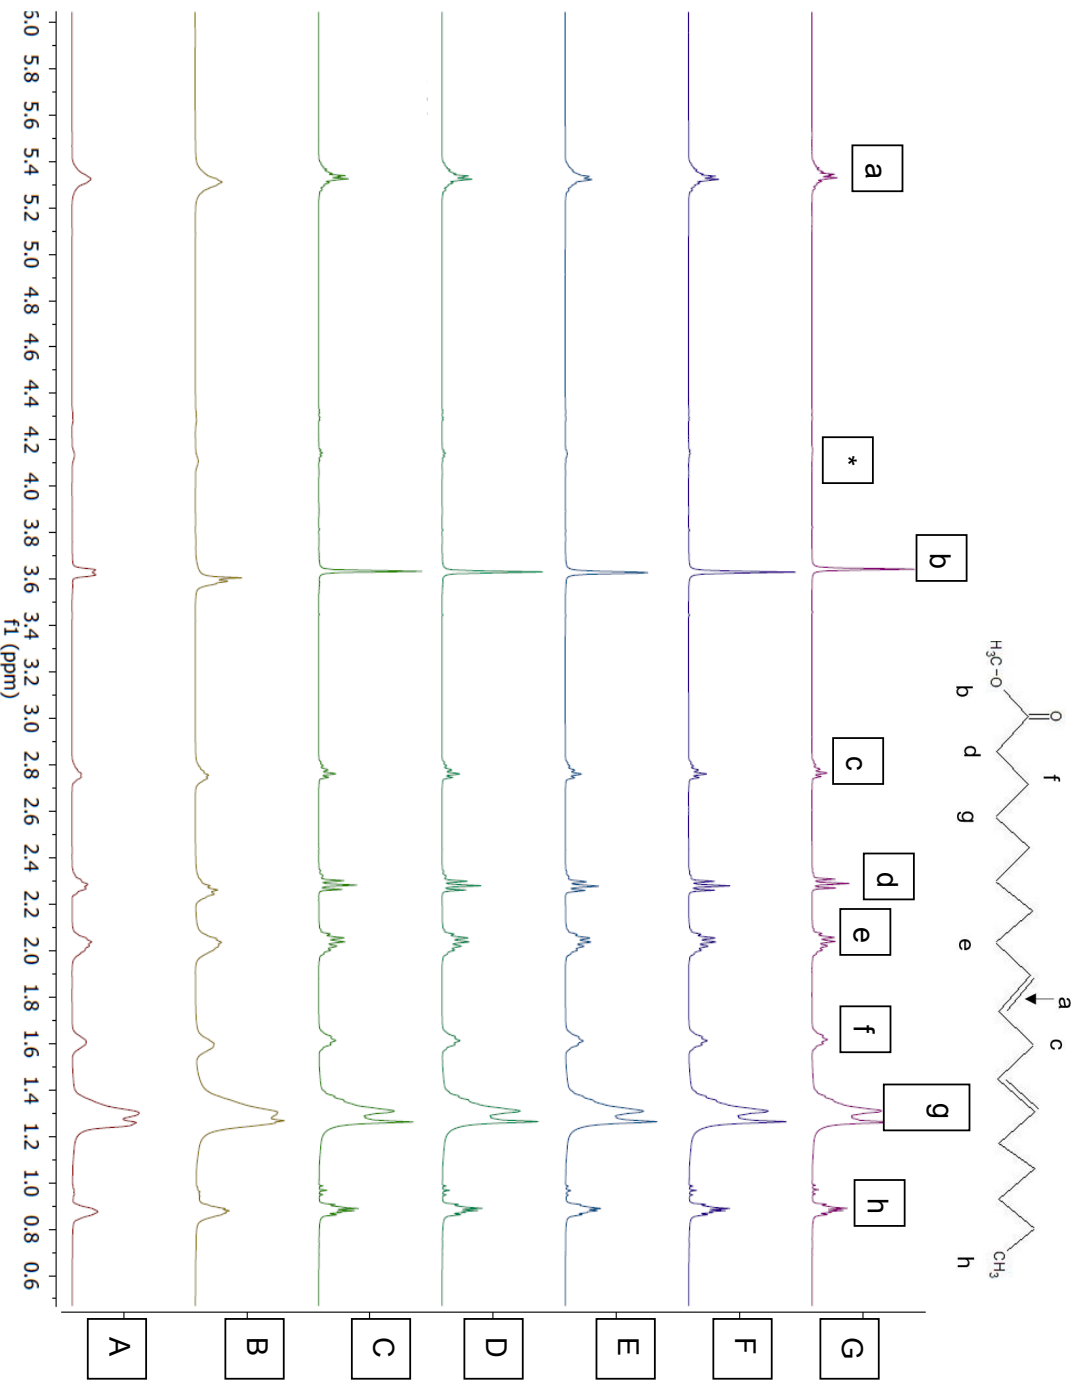 a
O
f
c
H₃C-O
CH₃
b
d
g
e
h
b
g
d
a
h
e
c
f
*
G
F
E
D
C
B
A
5.0 5.8 5.6 5.4 5.2 5.0 4.8 4.6 4.4 4.2 4.0 3.8 3.6 3.4 3.2 3.0 2.8 2.6 2.4 2.2 2.0 1.8 1.6 1.4 1.2 1.0 0.8 0.6
f1 (ppm)